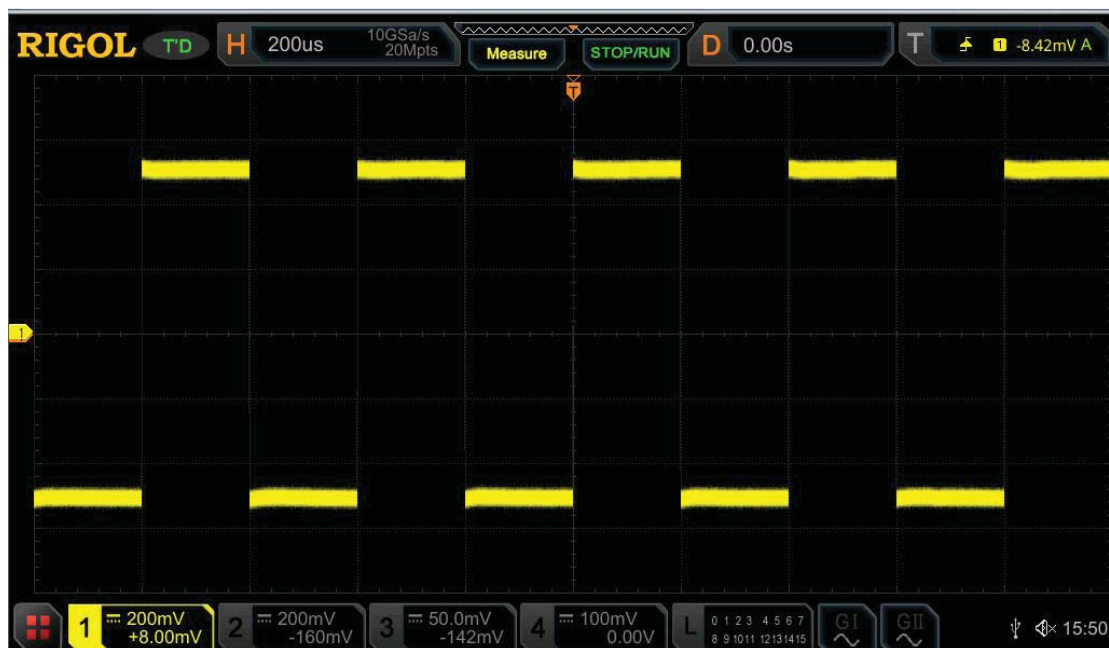 RIGOL T'D H 200us 10GSa/s 20Mpts Measure STOP/RUN D 0.00s T 1 -8.42mV A
T
1
1 200mV +8.00mV 2 200mV -160mV 3 50.0mV -142mV 4 100mV 0.00V L 0 1 2 3 4 5 6 7 8 9 10 11 12 13 14 15 GI GII 15:50